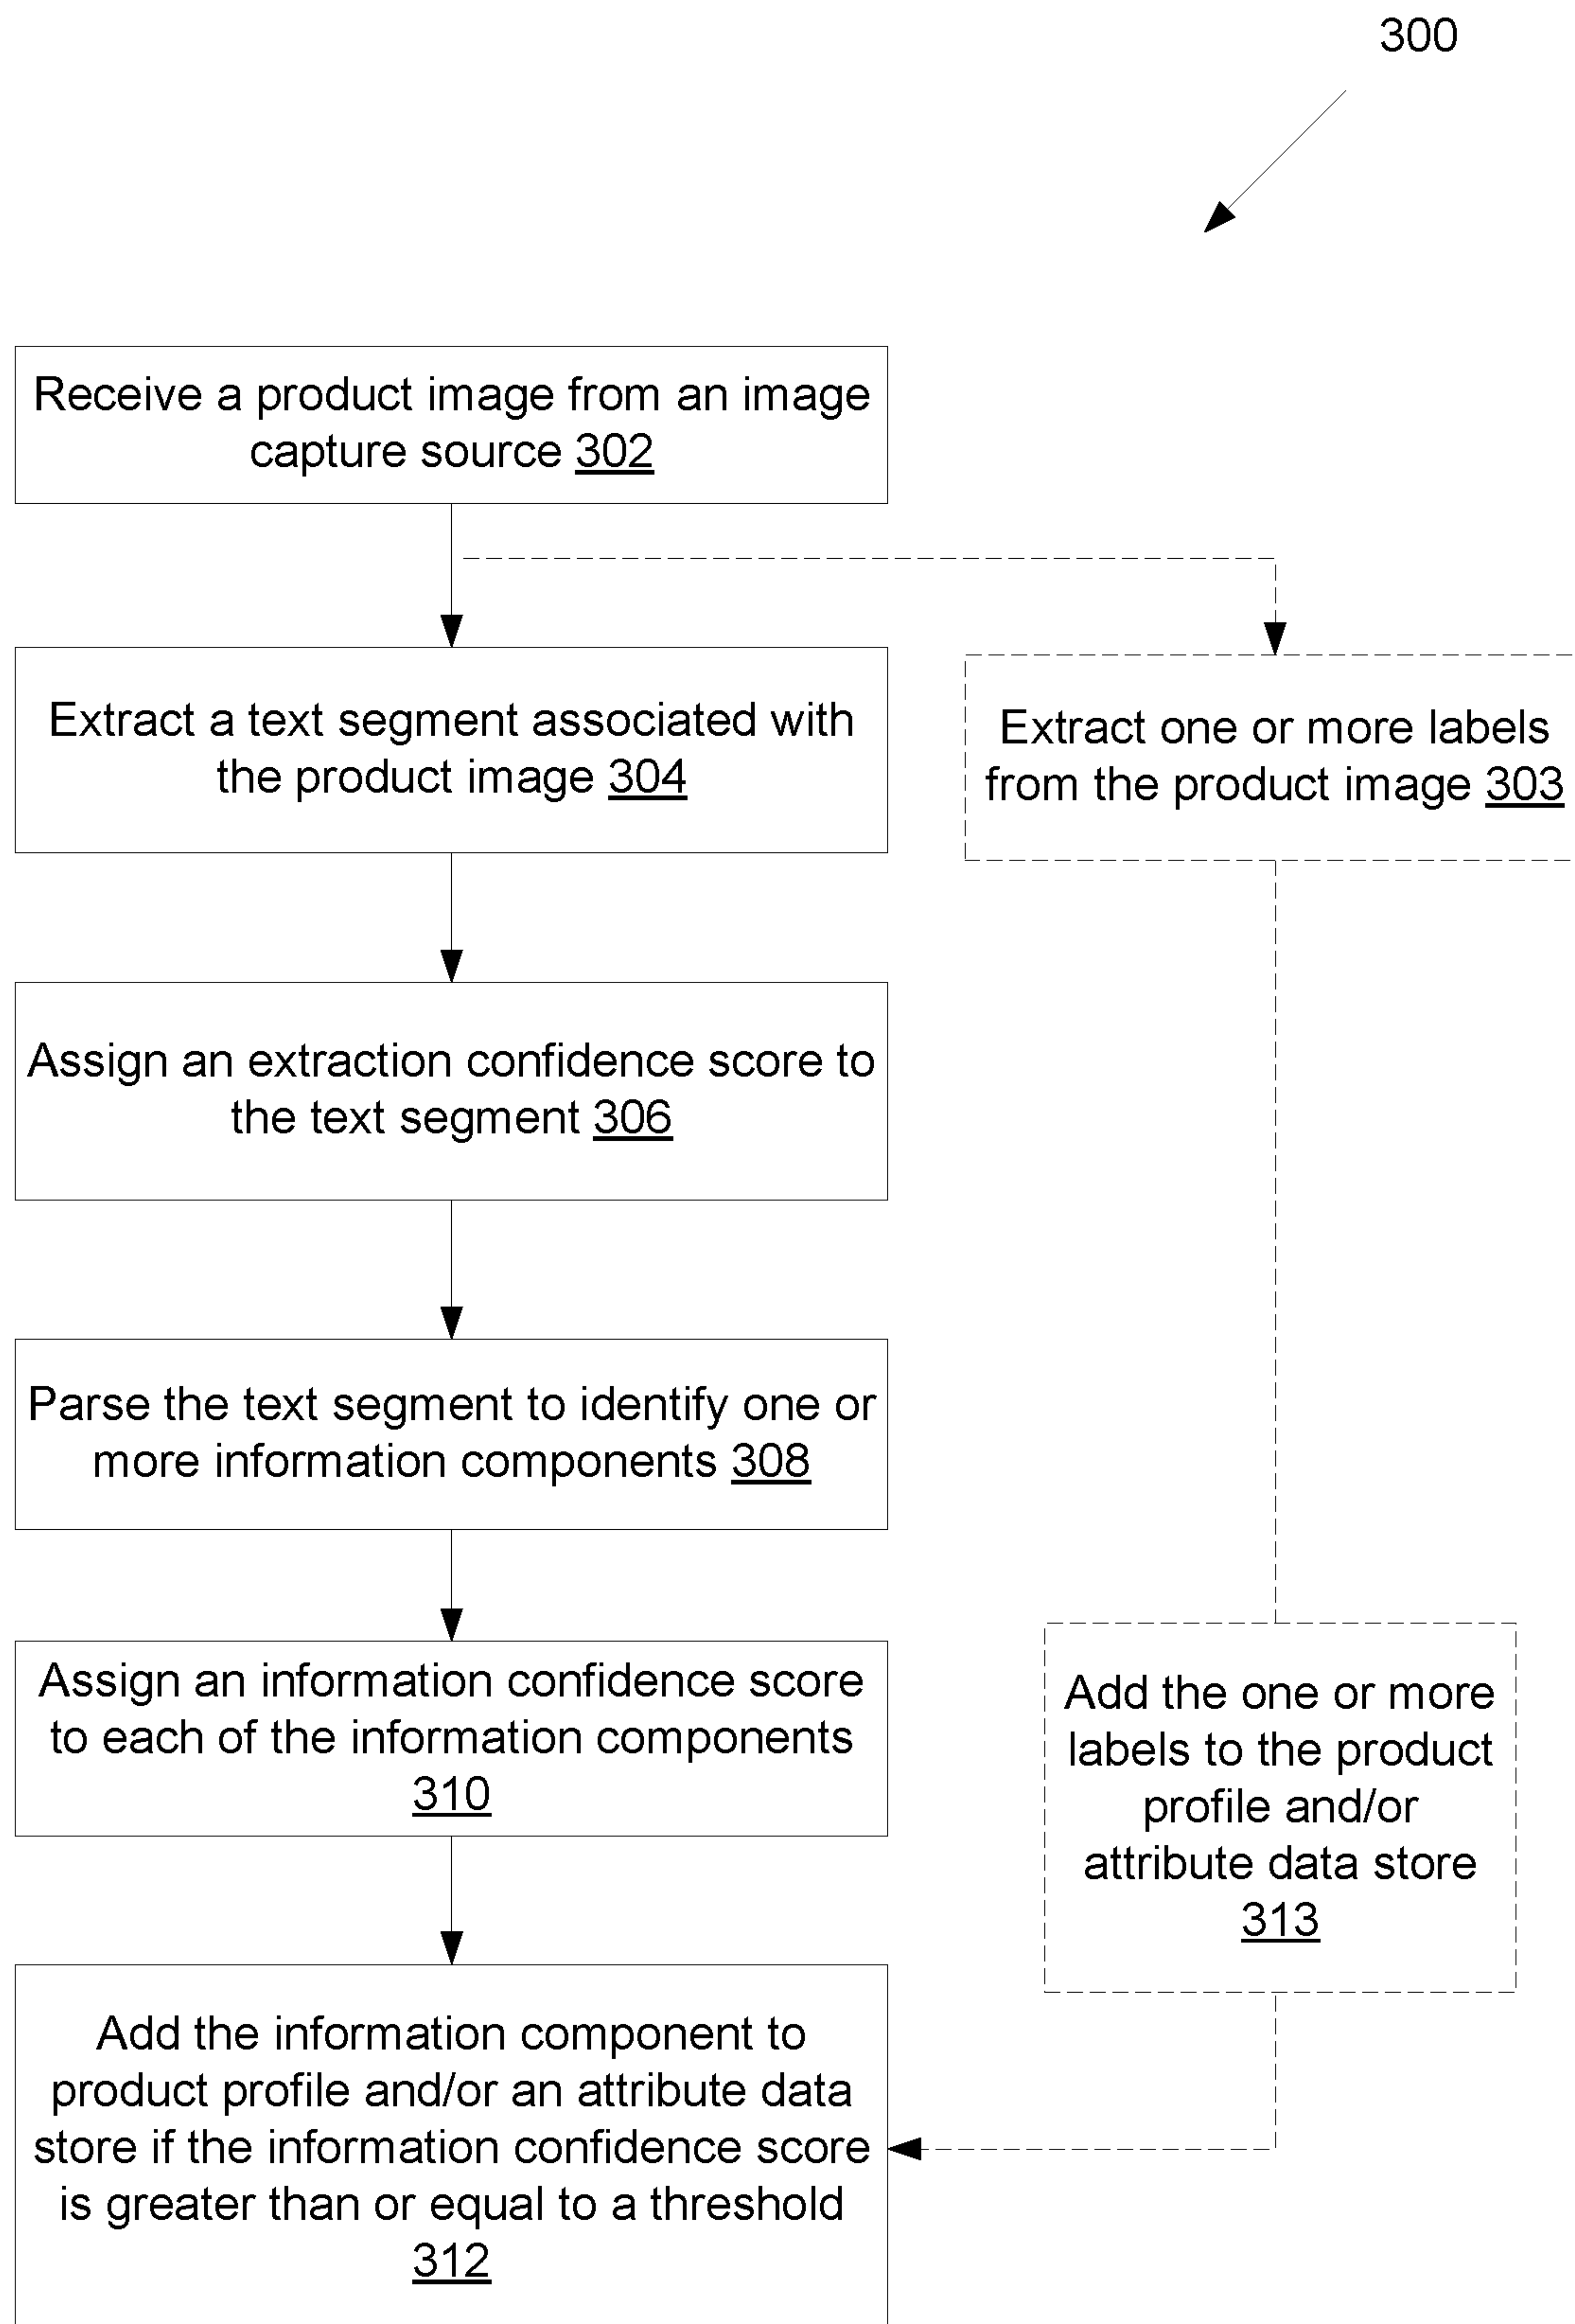 300
Receive a product image from an image
capture source 302
Extract a text segment associated with
the product image 304
Extract one or more labels
from the product image 303
Assign an extraction confidence score to
the text segment 306
Parse the text segment to identify one or
more information components 308
Assign an information confidence score
to each of the information components
310
Add the one or more
labels to the product
profile and/or
attribute data store
313
Add the information component to
product profile and/or an attribute data
store if the information confidence score
is greater than or equal to a threshold
312